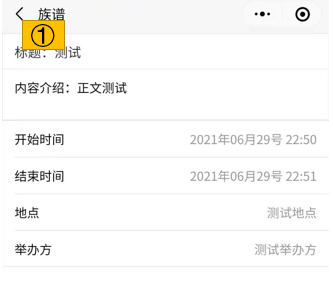 族谱
①
标题：测试
内容介绍：正文测试
开始时间 2021年06月29号 22:50
结束时间 2021年06月29号 22:51
地点 测试地点
举办方 测试举办方